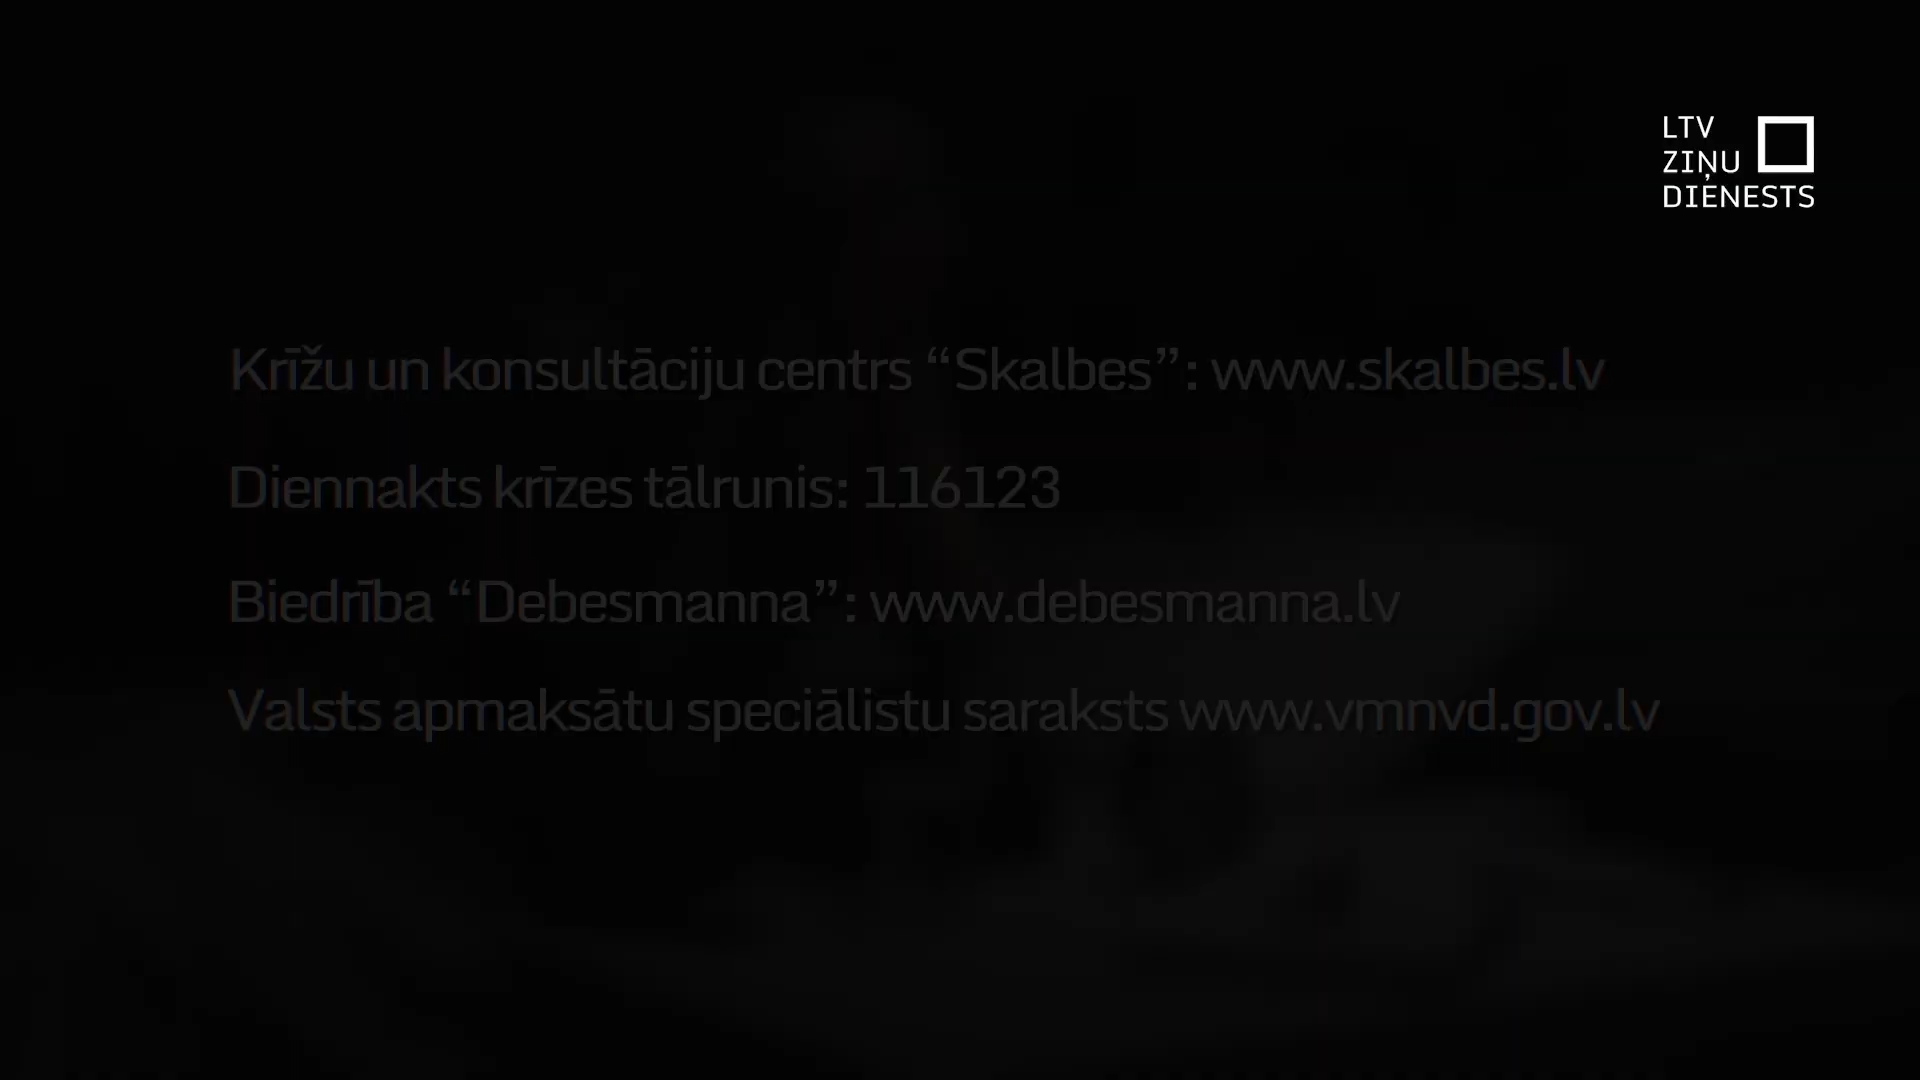 LTV
ZIŅU
DIENESTS
Krīžu un konsultāciju centrs “Skalbes”: www.skalbes.lv
Diennakts krīzes tālrunis: 116123
Biedrība “Debesmanna”: www.debesmanna.lv
Valsts apmaksātu speciālistu saraksts www.vmnvd.gov.lv